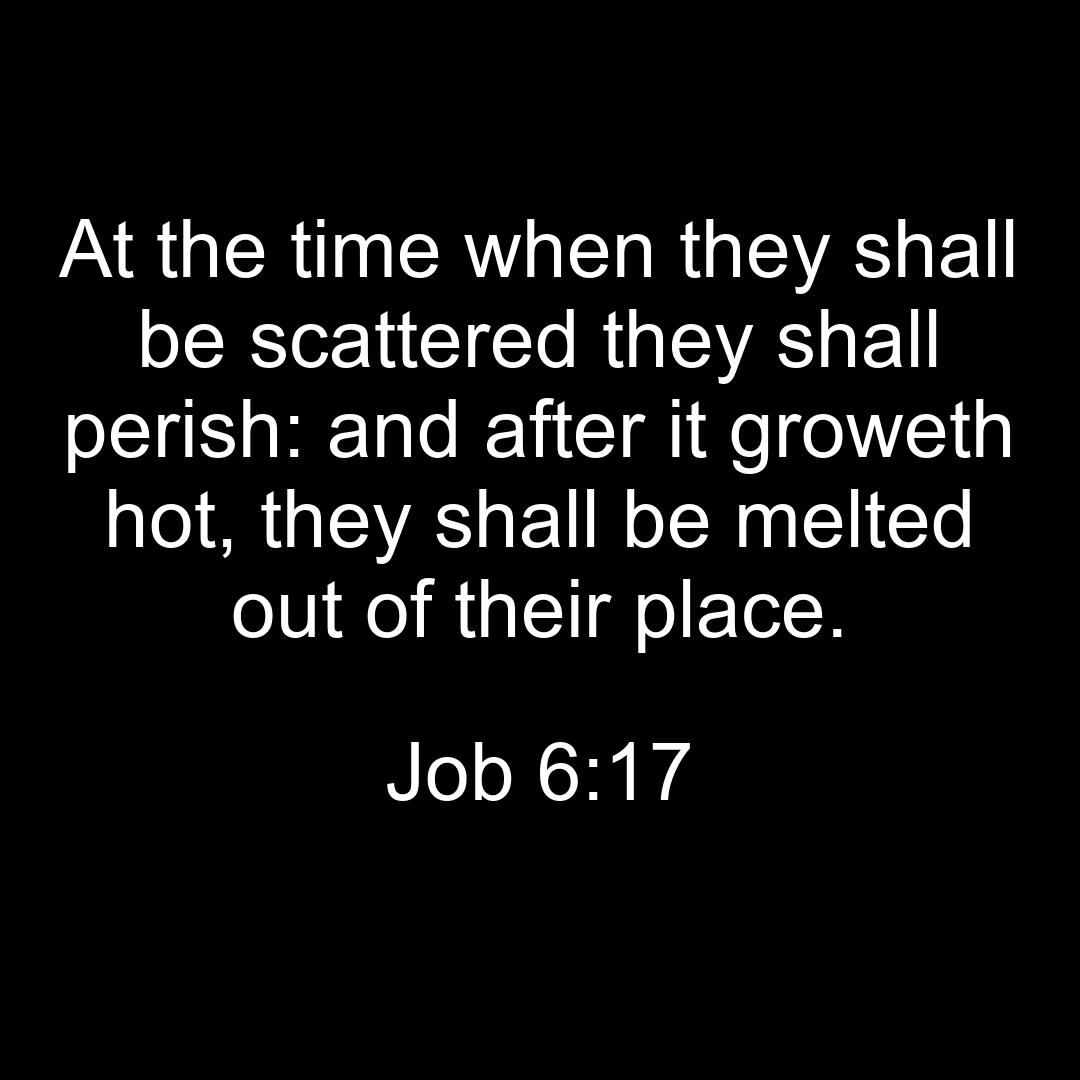 At the time when they shall
be scattered they shall
perish: and after it groweth
hot, they shall be melted
out of their place.
Job 6:17